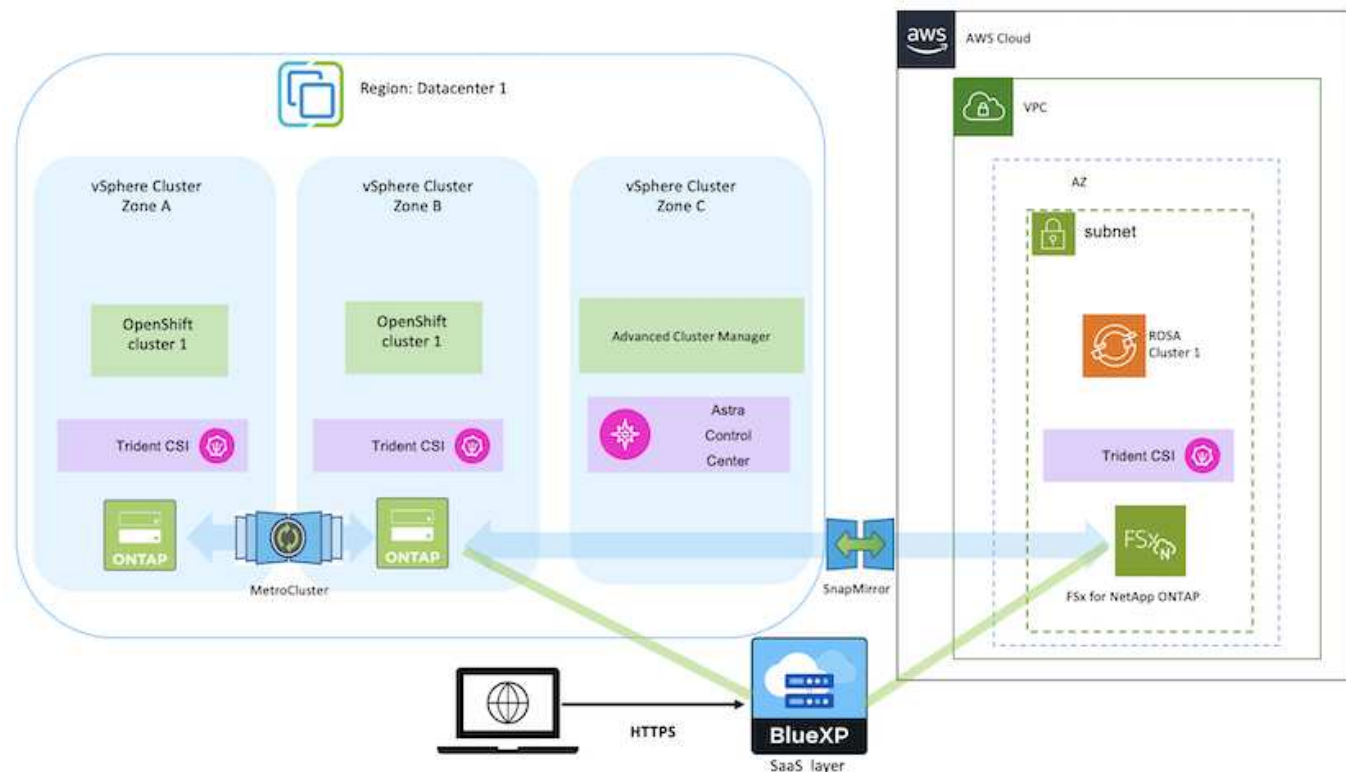 aws
AWS Cloud
Region: Datacenter 1
VPC
vSphere Cluster
Zone A
vSphere Cluster
Zone B
vSphere Cluster
Zone C
AZ
subnet
OpenShift
cluster 1
OpenShift
cluster 1
Advanced Cluster Manager
ROSA
Cluster 1
Trident CSI
Trident CSI
Astra
Control
Center
Trident CSI
ONTAP
ONTAP
FSx
N
MetroCluster
SnapMirror
FSx for NetApp ONTAP
HTTPS
BlueXP
SaaS layer